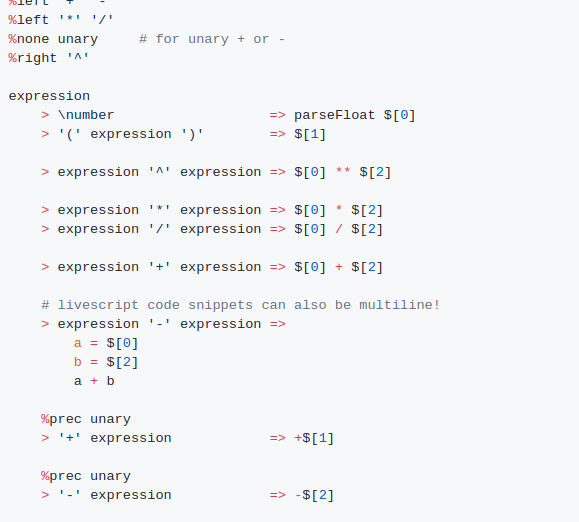 %left '+' '-'
%left '*' '/'
%none unary     # for unary + or -
%right '^'
expression
    > \number                   => parseFloat $[0]
    > '(' expression ')'        => $[1]
    > expression '^' expression => $[0] ** $[2]
    > expression '*' expression => $[0] * $[2]
    > expression '/' expression => $[0] / $[2]
    > expression '+' expression => $[0] + $[2]
    # livescript code snippets can also be multiline!
    > expression '-' expression =>
        a = $[0]
        b = $[2]
        a + b
    %prec unary
    > '+' expression            => +$[1]
    %prec unary
    > '-' expression            => -$[2]